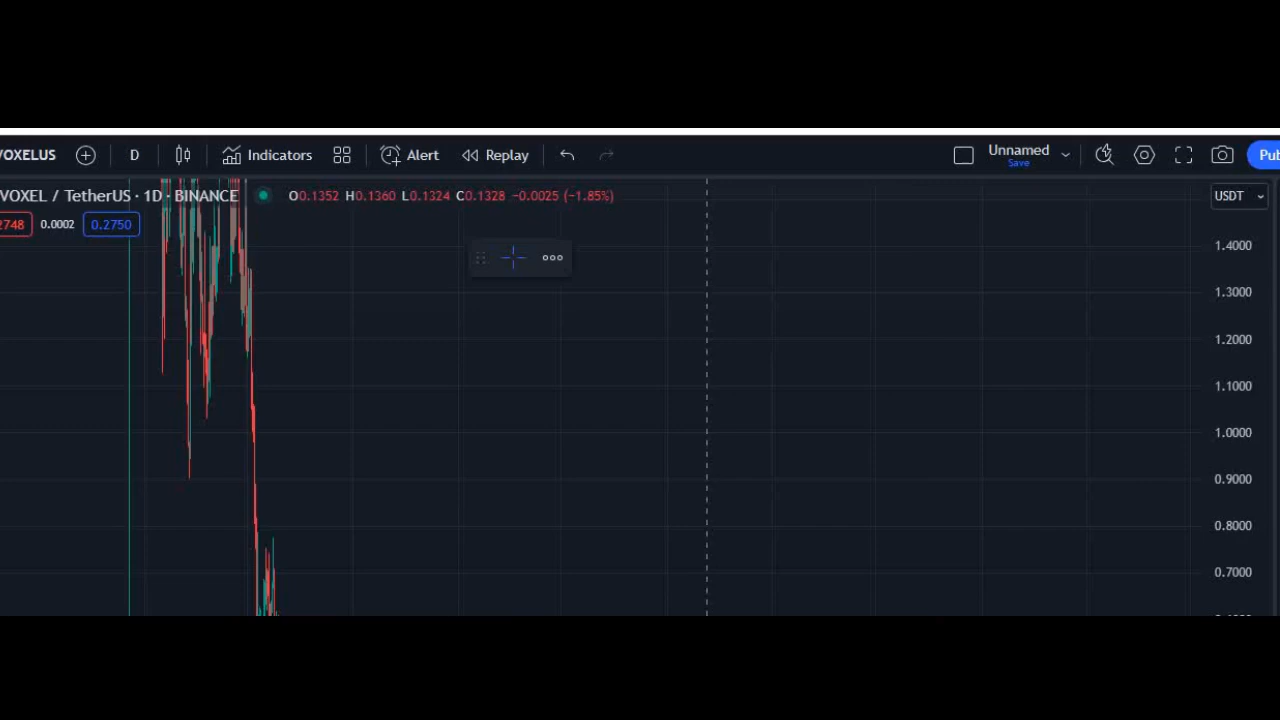 VOXELUS D Indicators Alert Replay Unnamed Pub
Save
VOXEL / TetherUS · 1D · BINANCE O0.1352 H0.1360 L0.1324 C0.1328 −0.0025 (−1.85%) USDT
2748 0.0002 0.2750
1.4000
1.3000
1.2000
1.1000
1.0000
0.9000
0.8000
0.7000